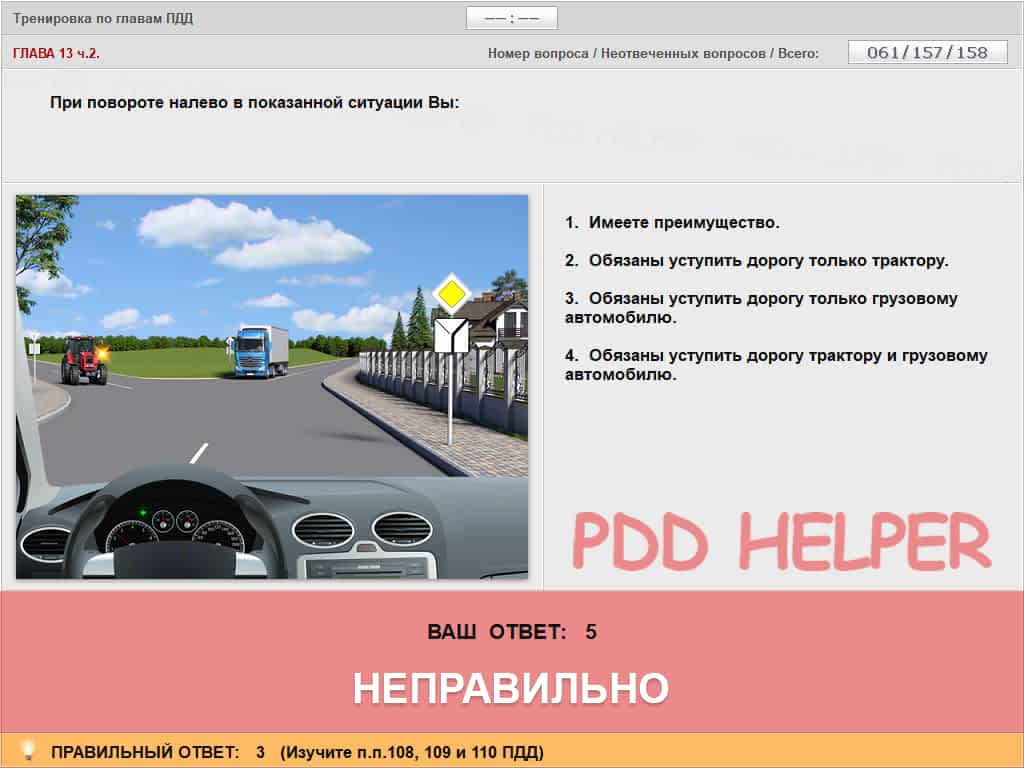 Тренировка по главам ПДД
—— : ——
ГЛАВА 13 ч.2.
Номер вопроса / Неотвеченных вопросов / Всего:
061/157/158
При повороте налево в показанной ситуации Вы:
1. Имеете преимущество.
2. Обязаны уступить дорогу только трактору.
3. Обязаны уступить дорогу только грузовому
автомобилю.
4. Обязаны уступить дорогу трактору и грузовому
автомобилю.
PDD HELPER
ВАШ ОТВЕТ: 5
НЕПРАВИЛЬНО
ПРАВИЛЬНЫЙ ОТВЕТ: 3 (Изучите п.п.108, 109 и 110 ПДД)